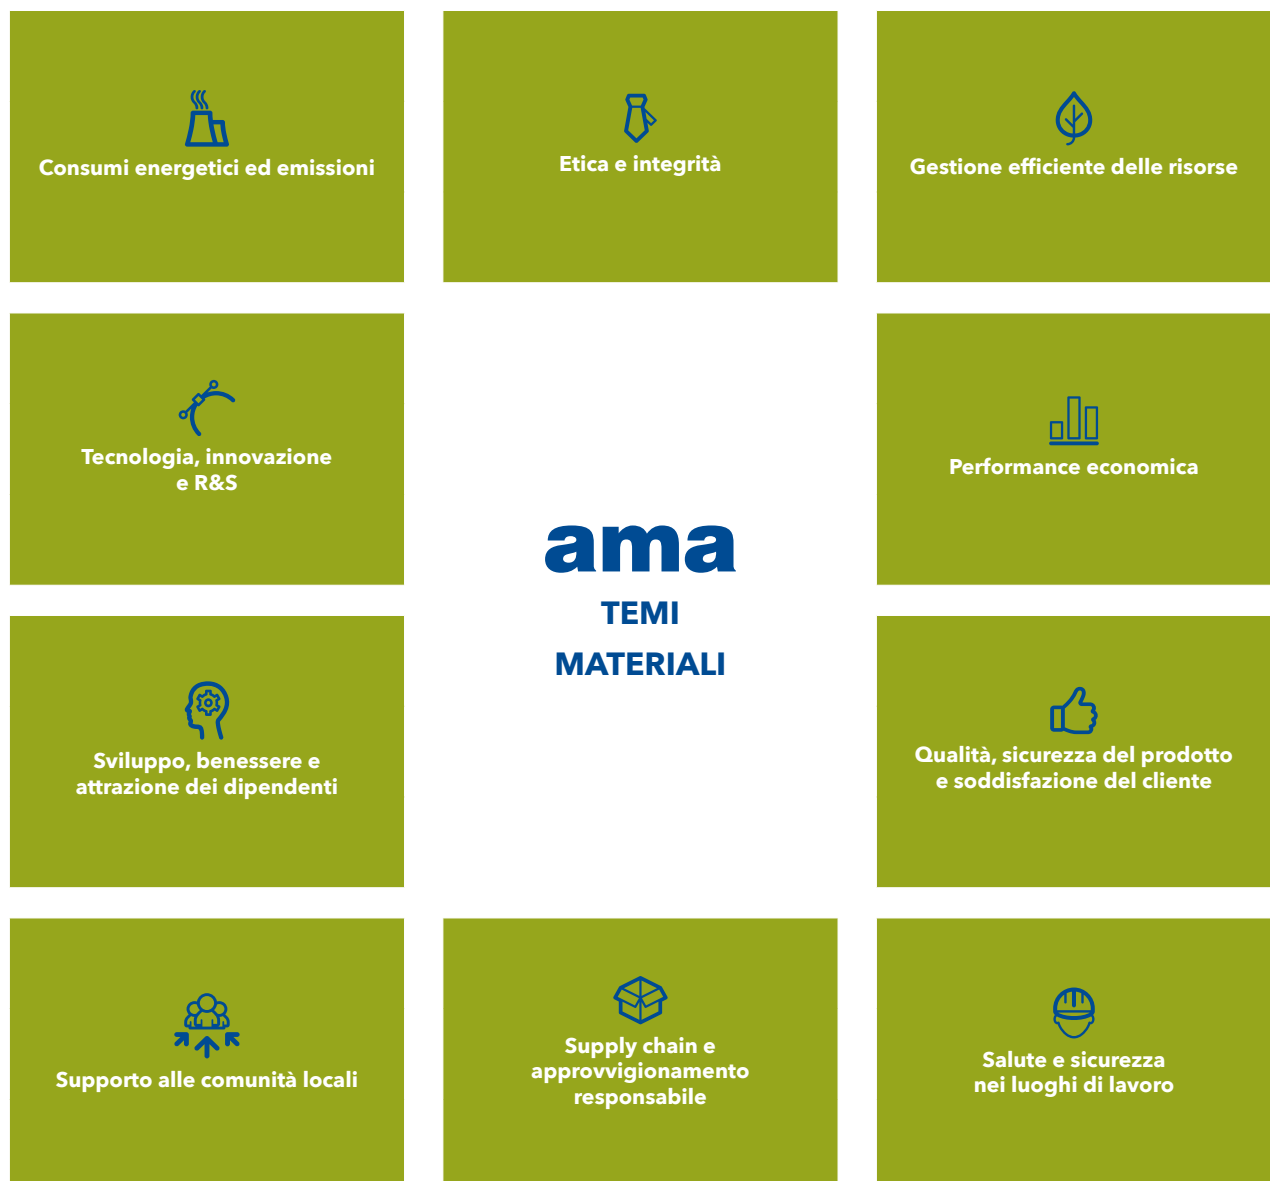 Consumi energetici ed emissioni
Etica e integrità
Gestione efficiente delle risorse
Tecnologia, innovazione
e R&S
Performance economica
ama
TEMI
MATERIALI
Sviluppo, benessere e
attrazione dei dipendenti
Qualità, sicurezza del prodotto
e soddisfazione del cliente
Supporto alle comunità locali
Supply chain e
approvvigionamento
responsabile
Salute e sicurezza
nei luoghi di lavoro